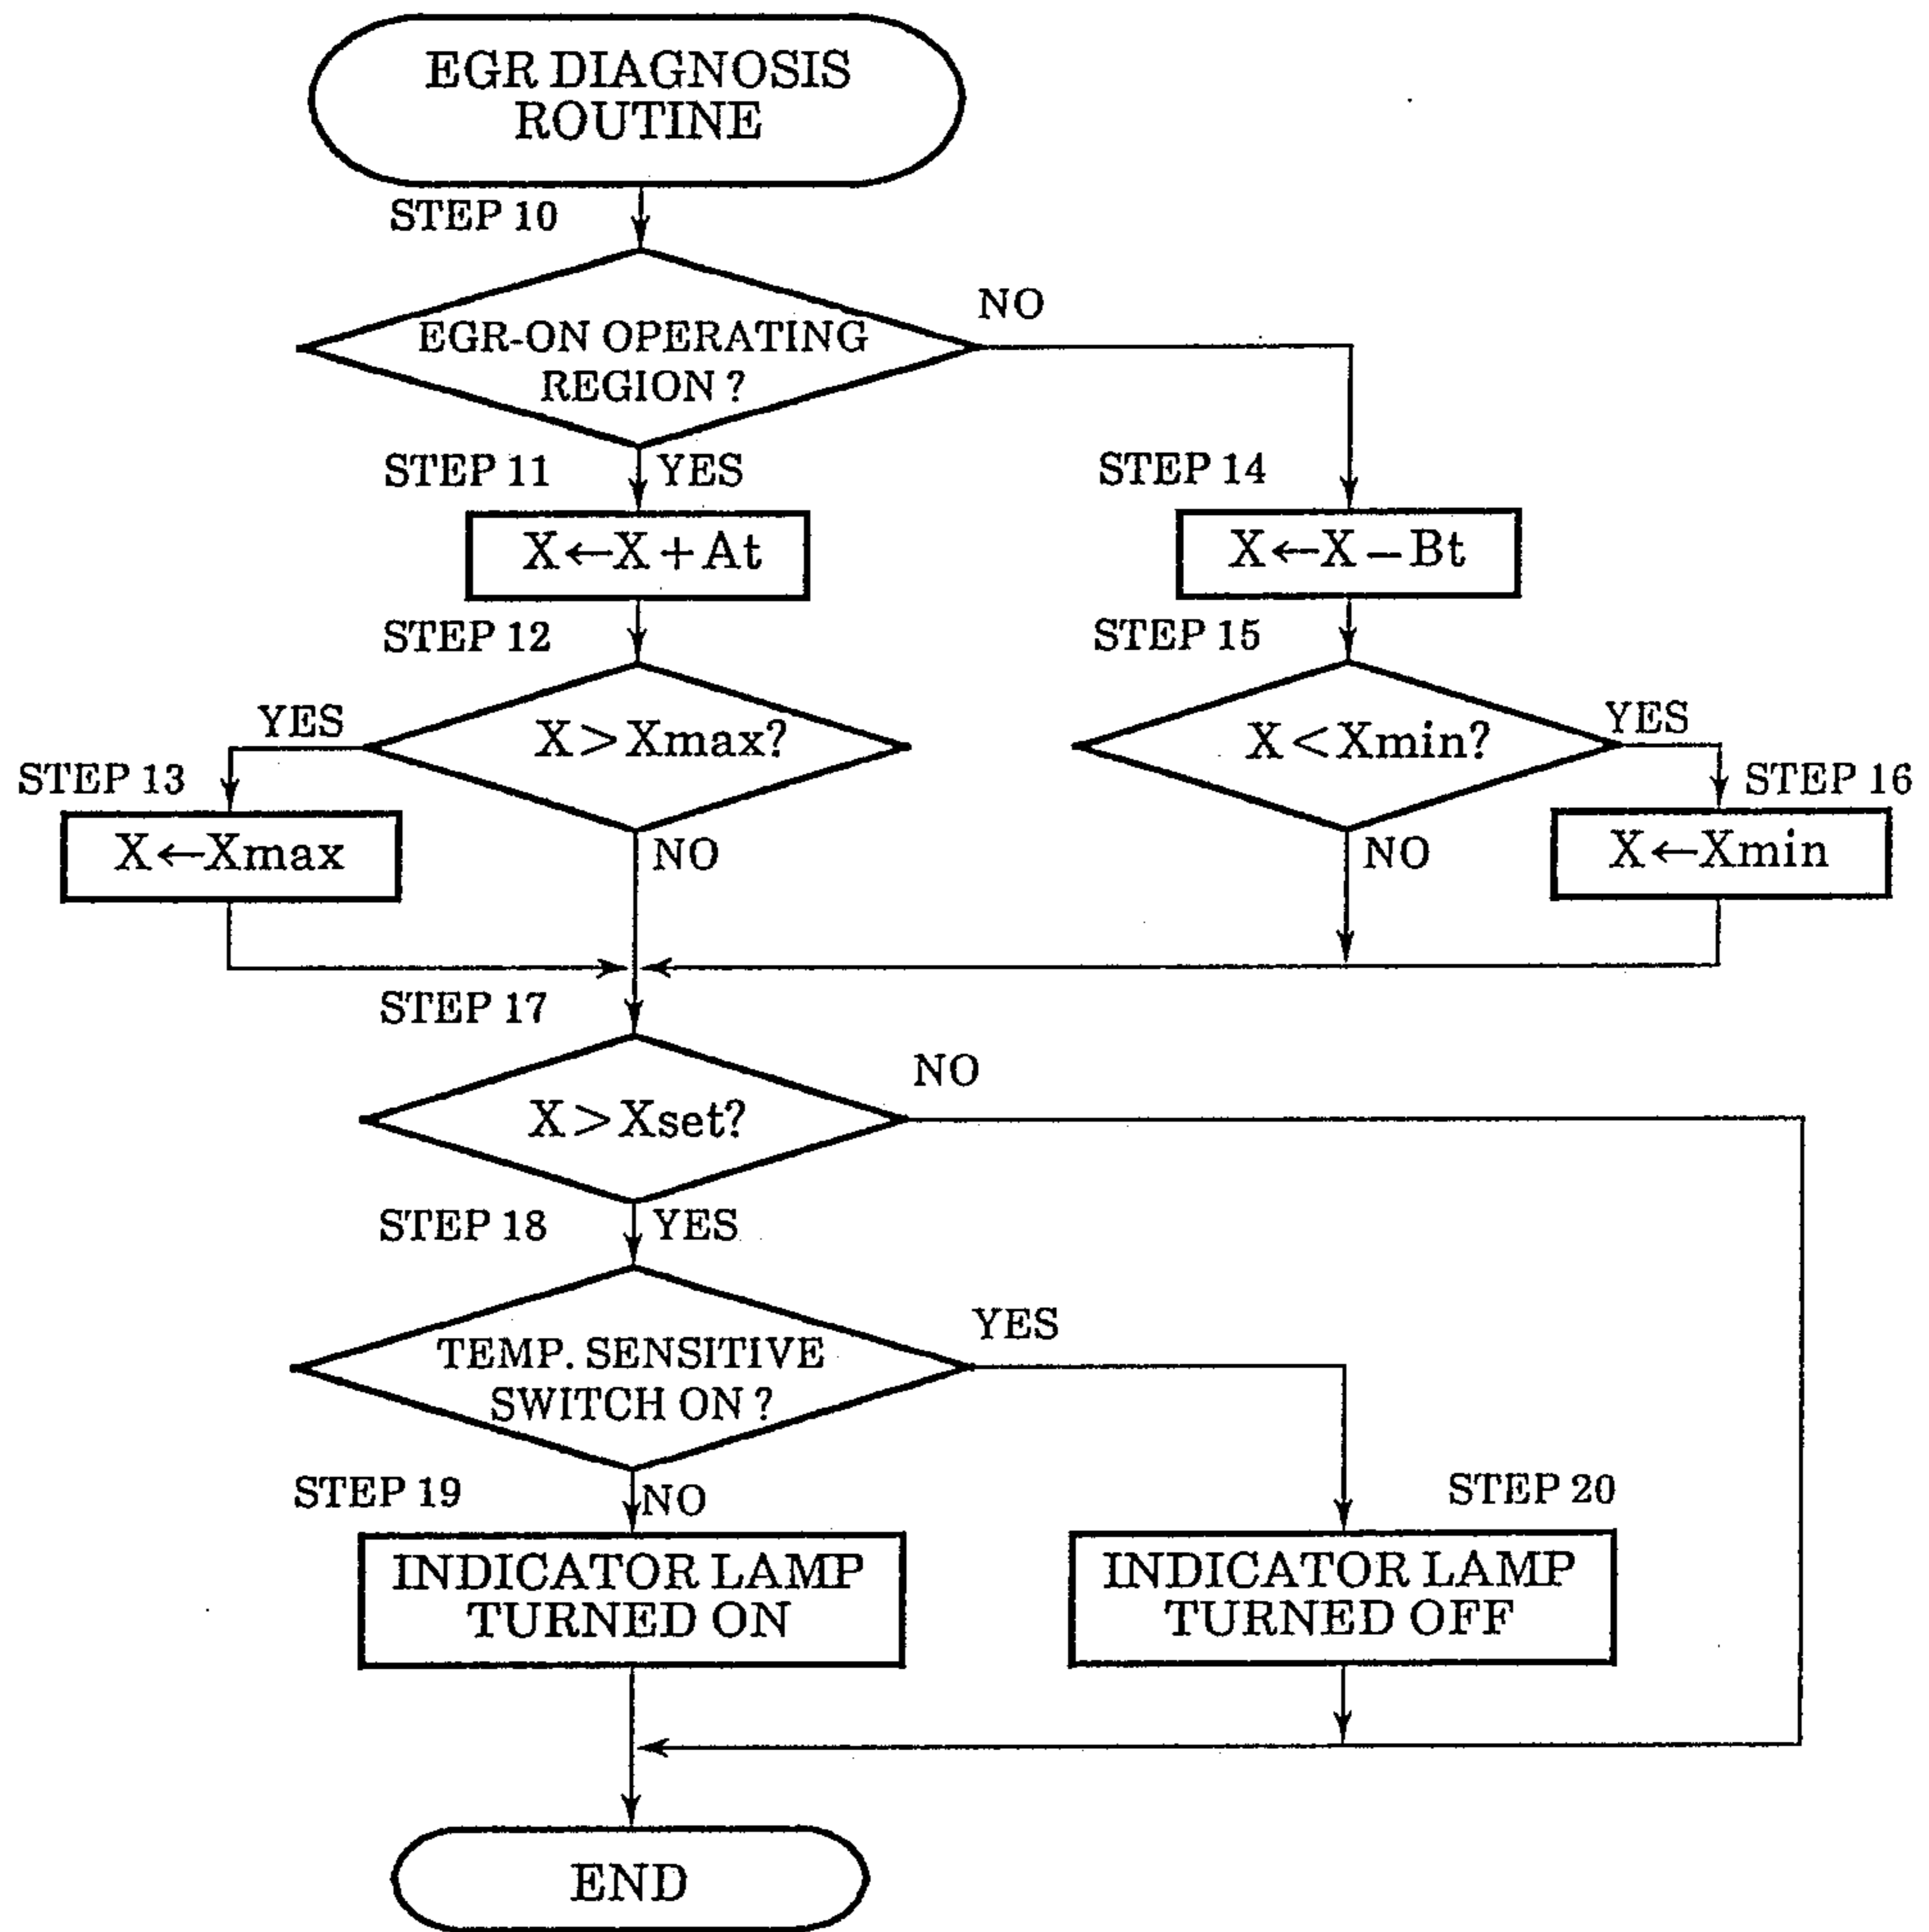 EGR DIAGNOSIS
ROUTINE
STEP 10
EGR-ON OPERATING
REGION?
NO
STEP 11
YES
STEP 14
X←X+At
X←X−Bt
STEP 12
STEP 15
YES
X>Xmax?
X<Xmin?
YES
STEP 13
STEP 16
X←Xmax
NO
NO
X←Xmin
STEP 17
X>Xset?
NO
STEP 18
YES
TEMP. SENSITIVE
SWITCH ON?
YES
STEP 19
NO
STEP 20
INDICATOR LAMP
TURNED ON
INDICATOR LAMP
TURNED OFF
END